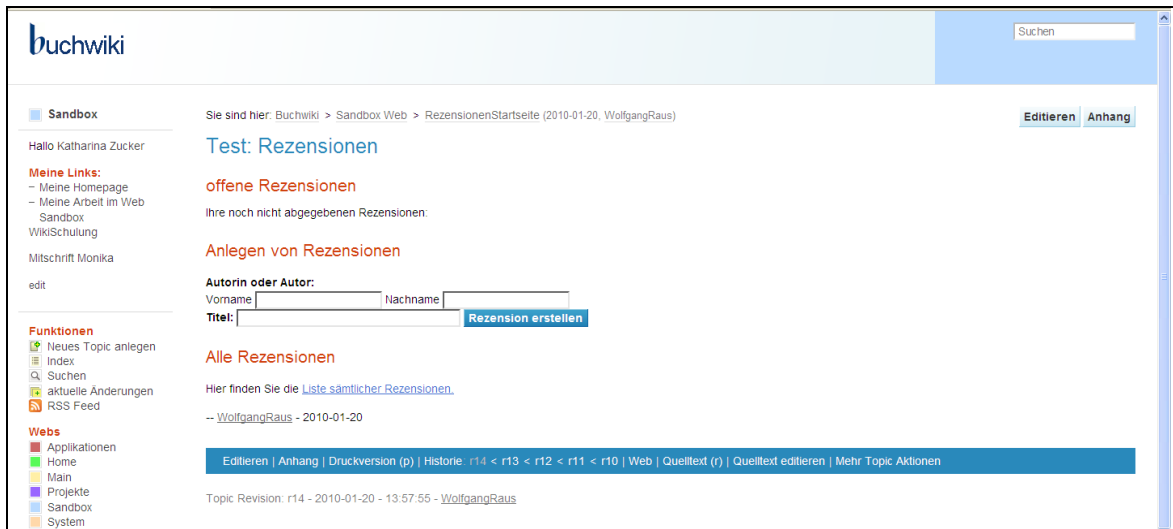 buchwiki
Suchen
Sandbox
Hallo Katharina Zucker
Meine Links:
– Meine Homepage
– Meine Arbeit im Web
Sandbox
WikiSchulung
Mitschrift Monika
edit
Funktionen
Neues Topic anlegen
Index
Suchen
aktuelle Änderungen
RSS Feed
Webs
Applikationen
Home
Main
Projekte
Sandbox
System
Sie sind hier: Buchwiki > Sandbox Web > RezensionenStartseite (2010-01-20, WolfgangRaus)
Editieren Anhang
Test: Rezensionen
offene Rezensionen
Ihre noch nicht abgegebenen Rezensionen:
Anlegen von Rezensionen
Autorin oder Autor:
Vorname Nachname
Titel: Rezension erstellen
Alle Rezensionen
Hier finden Sie die Liste sämtlicher Rezensionen.
-- WolfgangRaus - 2010-01-20
Editieren | Anhang | Druckversion (p) | Historie: r14 < r13 < r12 < r11 < r10 | Web | Quelltext (r) | Quelltext editieren | Mehr Topic Aktionen
Topic Revision: r14 - 2010-01-20 - 13:57:55 - WolfgangRaus